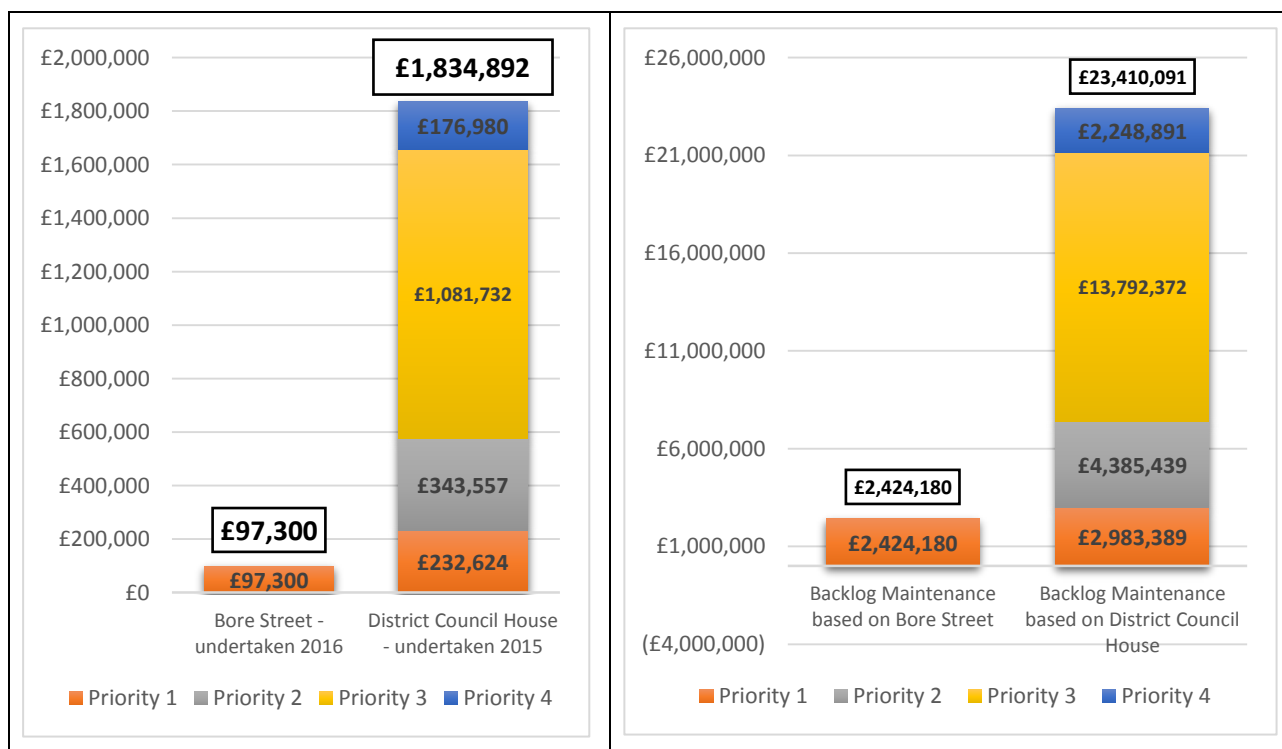 £2,000,000
£1,800,000
£1,600,000
£1,400,000
£1,200,000
£1,000,000
£800,000
£600,000
£400,000
£200,000
£0
£97,300
£97,300
£1,834,892
£176,980
£1,081,732
£343,557
£232,624
Bore Street -
undertaken 2016
District Council House
- undertaken 2015
Priority 1 Priority 2 Priority 3 Priority 4
£26,000,000
£21,000,000
£16,000,000
£11,000,000
£6,000,000
£1,000,000
(£4,000,000)
£2,424,180
£2,424,180
£23,410,091
£2,248,891
£13,792,372
£4,385,439
£2,983,389
Backlog Maintenance
based on Bore Street
Backlog Maintenance
based on District Council
House
Priority 1 Priority 2 Priority 3 Priority 4